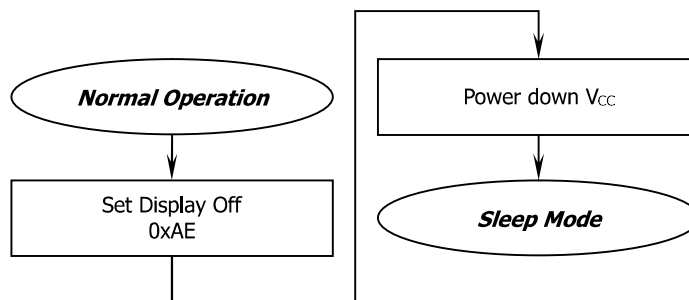 Normal Operation
Set Display Off
0xAE
Power down VCC
Sleep Mode